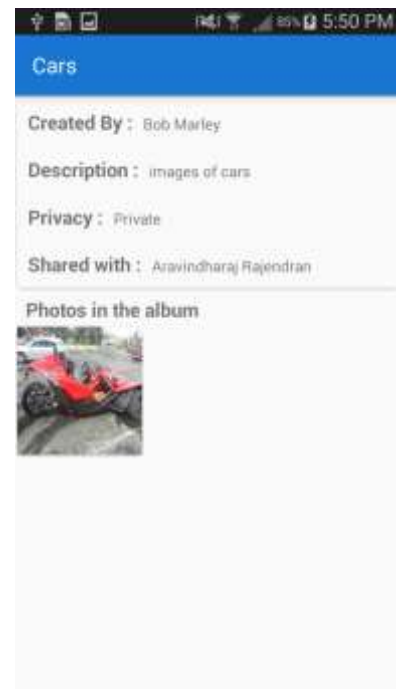 85% 5:50 PM
Cars
Created By : Bob Marley
Description : images of cars
Privacy : Private
Shared with : Aravindharaj Rajendran
Photos in the album